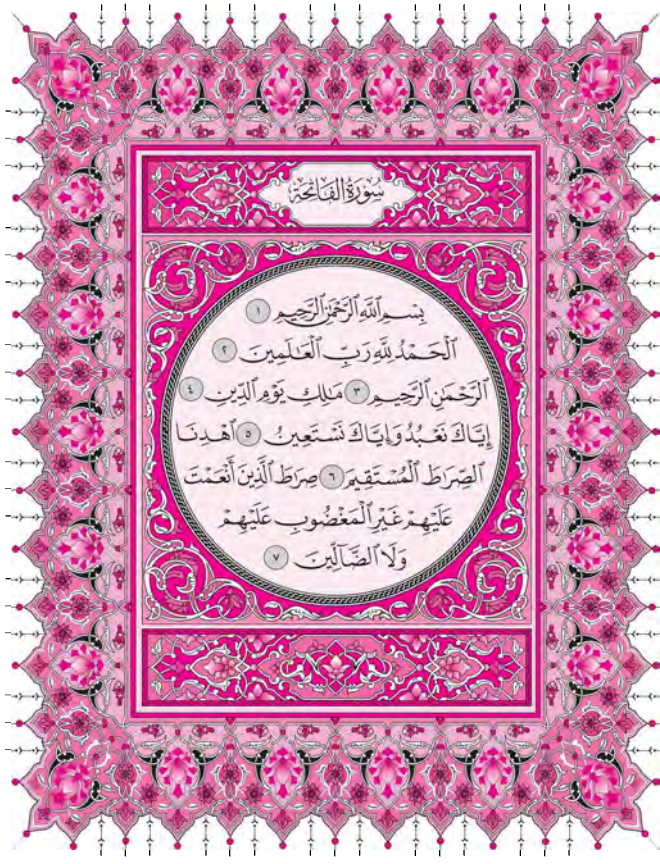 سُورَةُ الْفَاتِحَةِ
بِسْمِ ٱللَّهِ ٱلرَّحْمَٰنِ ٱلرَّحِيمِ ١
ٱلْحَمْدُ لِلَّهِ رَبِّ ٱلْعَٰلَمِينَ ٢
ٱلرَّحْمَٰنِ ٱلرَّحِيمِ ٣ مَٰلِكِ يَوْمِ ٱلدِّينِ ٤
إِيَّاكَ نَعْبُدُ وَإِيَّاكَ نَسْتَعِينُ ٥ ٱهْدِنَا
ٱلصِّرَٰطَ ٱلْمُسْتَقِيمَ ٦ صِرَٰطَ ٱلَّذِينَ أَنْعَمْتَ
عَلَيْهِمْ غَيْرِ ٱلْمَغْضُوبِ عَلَيْهِمْ
وَلَا ٱلضَّآلِّينَ ٧